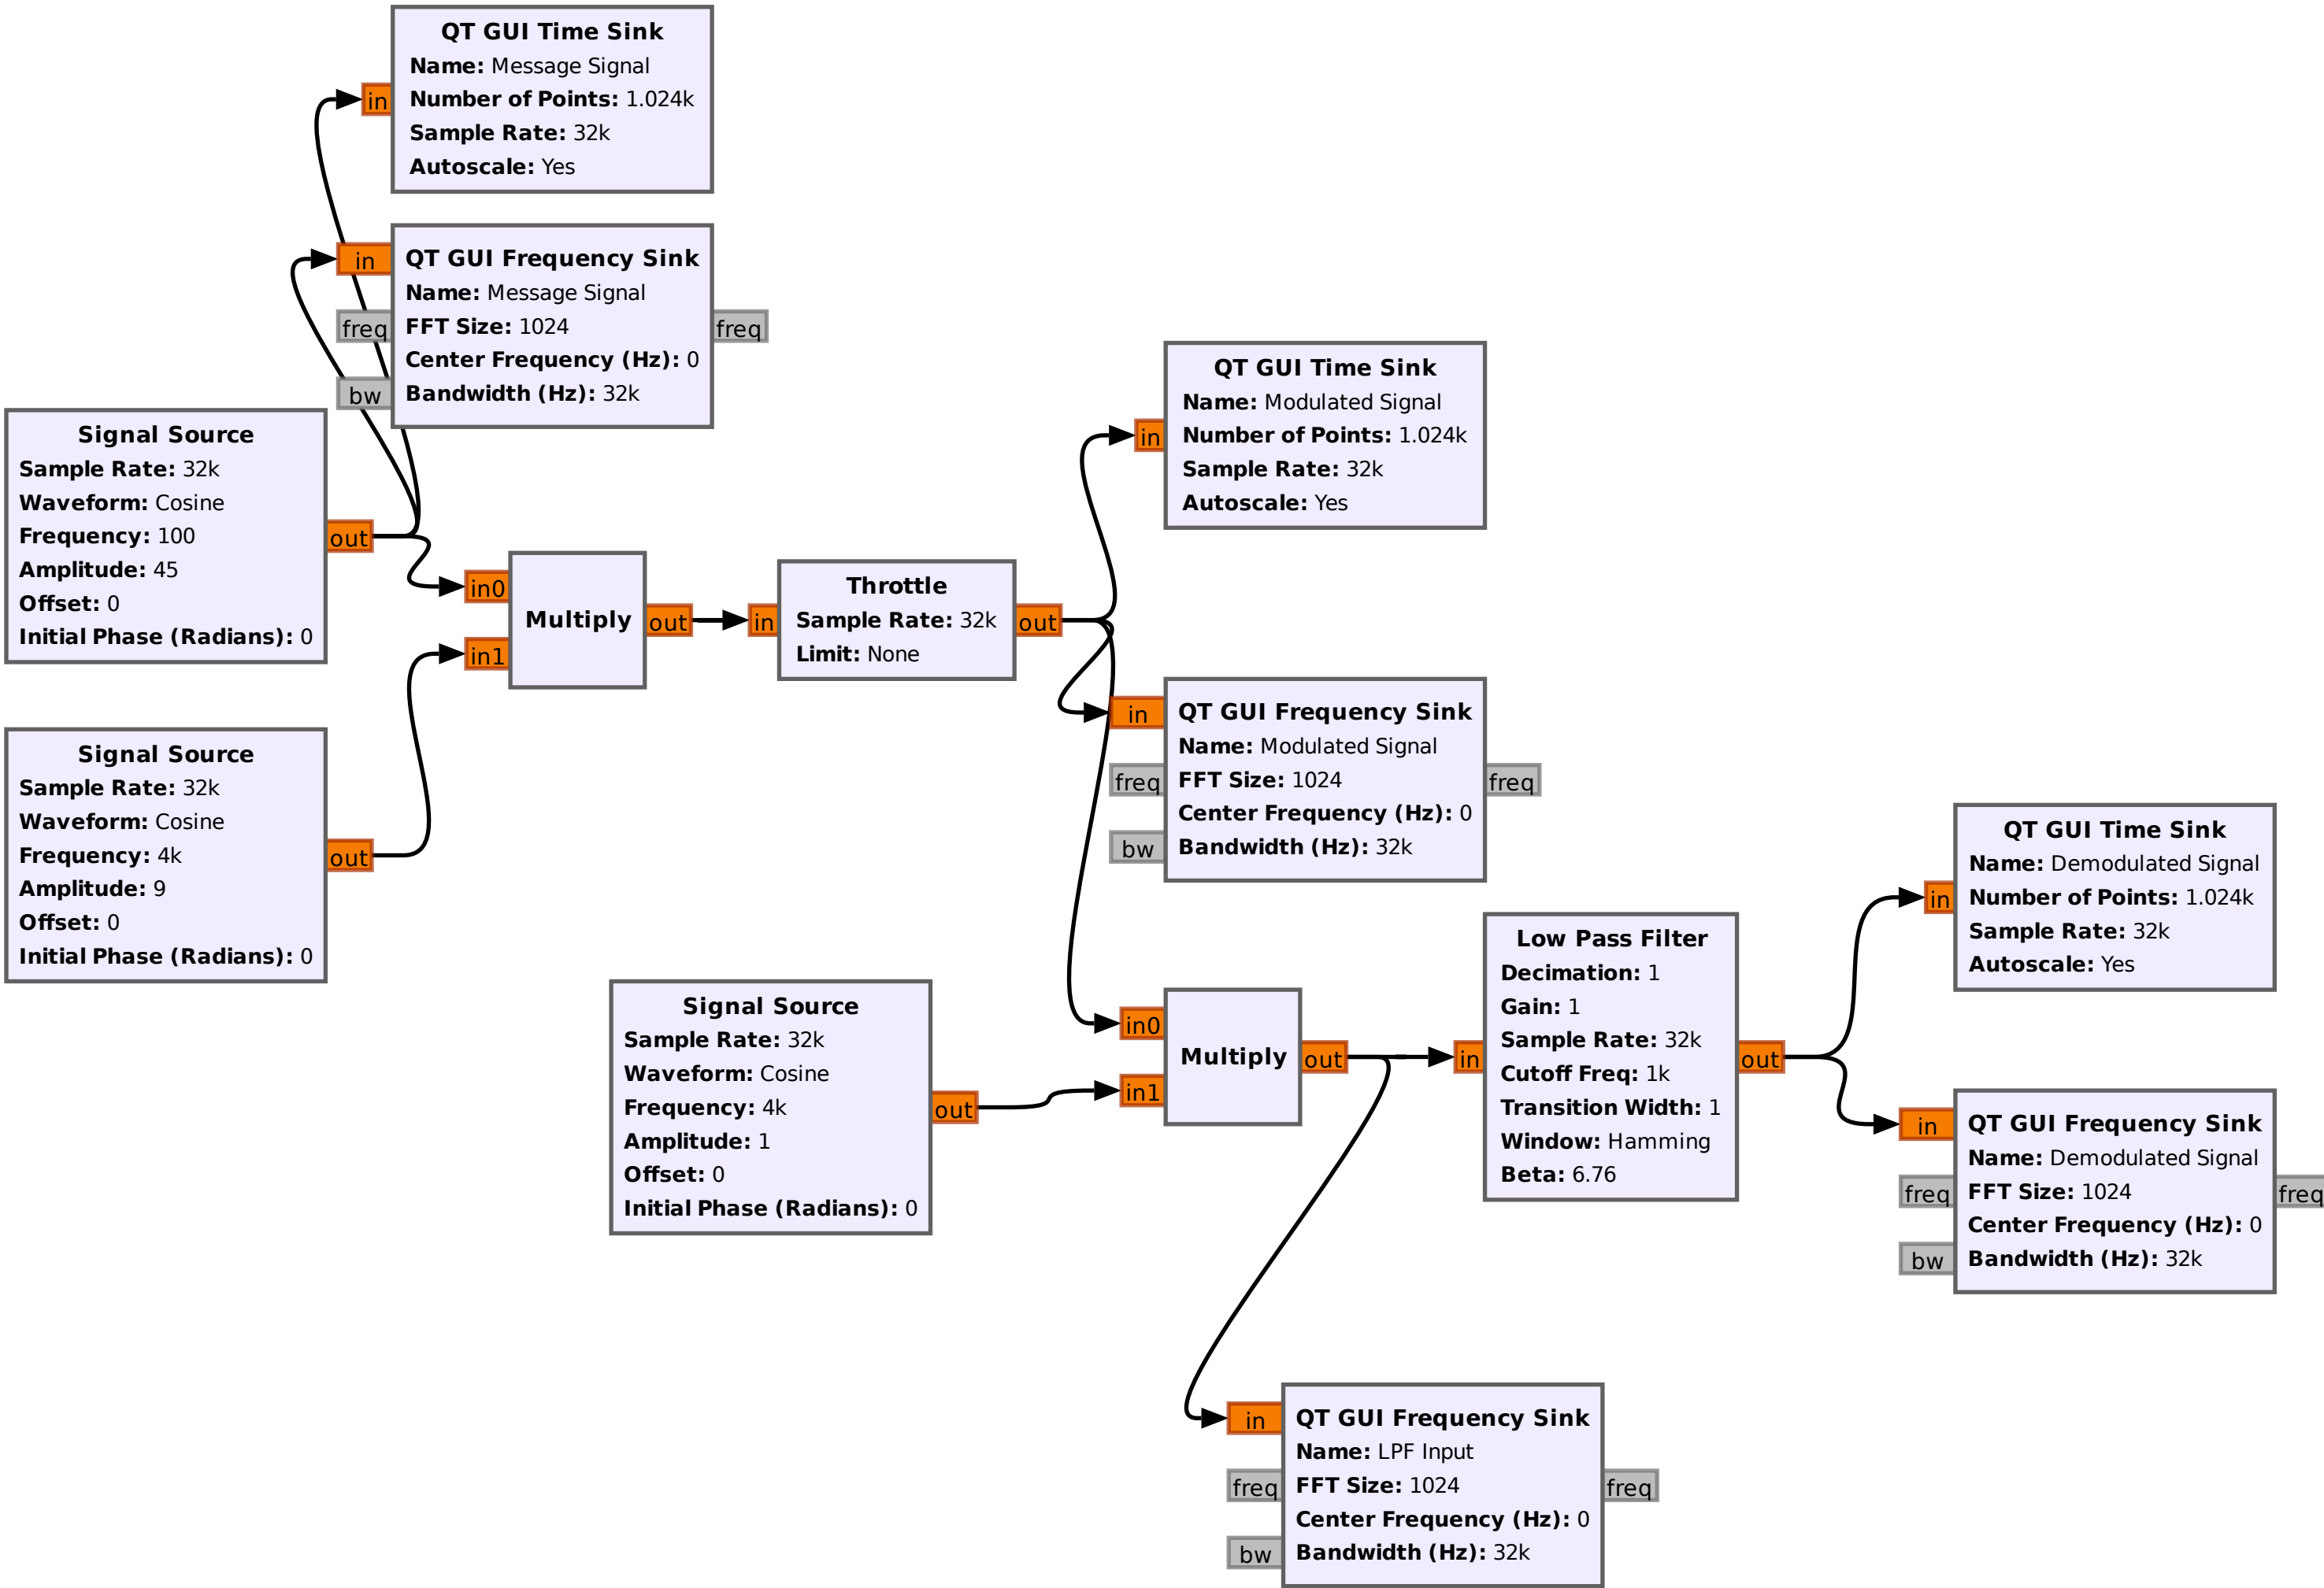 QT GUI Time Sink
Name: Message Signal
Number of Points: 1.024k
Sample Rate: 32k
Autoscale: Yes
in
QT GUI Frequency Sink
Name: Message Signal
FFT Size: 1024
Center Frequency (Hz): 0
Bandwidth (Hz): 32k
in
freq
bw
freq
Signal Source
Sample Rate: 32k
Waveform: Cosine
Frequency: 100
Amplitude: 45
Offset: 0
Initial Phase (Radians): 0
out
Signal Source
Sample Rate: 32k
Waveform: Cosine
Frequency: 4k
Amplitude: 9
Offset: 0
Initial Phase (Radians): 0
out
in0
in1
Multiply
out
in
Throttle
Sample Rate: 32k
Limit: None
out
in
QT GUI Time Sink
Name: Modulated Signal
Number of Points: 1.024k
Sample Rate: 32k
Autoscale: Yes
in
freq
bw
QT GUI Frequency Sink
Name: Modulated Signal
FFT Size: 1024
Center Frequency (Hz): 0
Bandwidth (Hz): 32k
freq
Signal Source
Sample Rate: 32k
Waveform: Cosine
Frequency: 4k
Amplitude: 1
Offset: 0
Initial Phase (Radians): 0
out
in0
in1
Multiply
out
in
Low Pass Filter
Decimation: 1
Gain: 1
Sample Rate: 32k
Cutoff Freq: 1k
Transition Width: 1
Window: Hamming
Beta: 6.76
out
in
QT GUI Time Sink
Name: Demodulated Signal
Number of Points: 1.024k
Sample Rate: 32k
Autoscale: Yes
in
freq
bw
QT GUI Frequency Sink
Name: Demodulated Signal
FFT Size: 1024
Center Frequency (Hz): 0
Bandwidth (Hz): 32k
freq
in
freq
bw
QT GUI Frequency Sink
Name: LPF Input
FFT Size: 1024
Center Frequency (Hz): 0
Bandwidth (Hz): 32k
freq